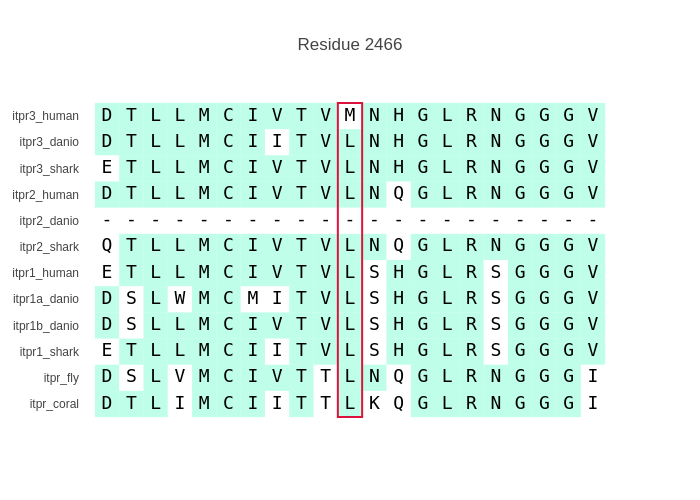 Residue 2466
itpr3_human D T L L M C I V T V M N H G L R N G G G V
itpr3_danio D T L L M C I I T V L N H G L R N G G G V
itpr3_shark E T L L M C I V T V L N H G L R N G G G V
itpr2_human D T L L M C I V T V L N Q G L R N G G G V
itpr2_danio - - - - - - - - - - - - - - - - - - - - -
itpr2_shark Q T L L M C I V T V L N Q G L R N G G G V
itpr1_human E T L L M C I V T V L S H G L R S G G G V
itpr1a_danio D S L W M C M I T V L S H G L R S G G G V
itpr1b_danio D S L L M C I V T V L S H G L R S G G G V
itpr1_shark E T L L M C I I T V L S H G L R S G G G V
itpr_fly D S L V M C I V T T L N Q G L R N G G G I
itpr_coral D T L I M C I I T T L K Q G L R N G G G I